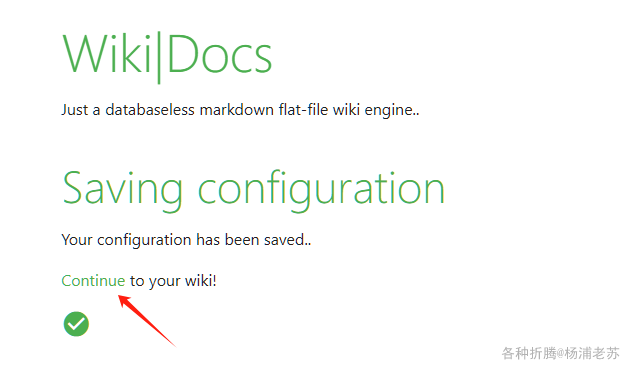 Wiki|Docs
Just a databaseless markdown flat-file wiki engine..
Saving configuration
Your configuration has been saved..
Continue to your wiki!
各种折腾@杨浦老苏